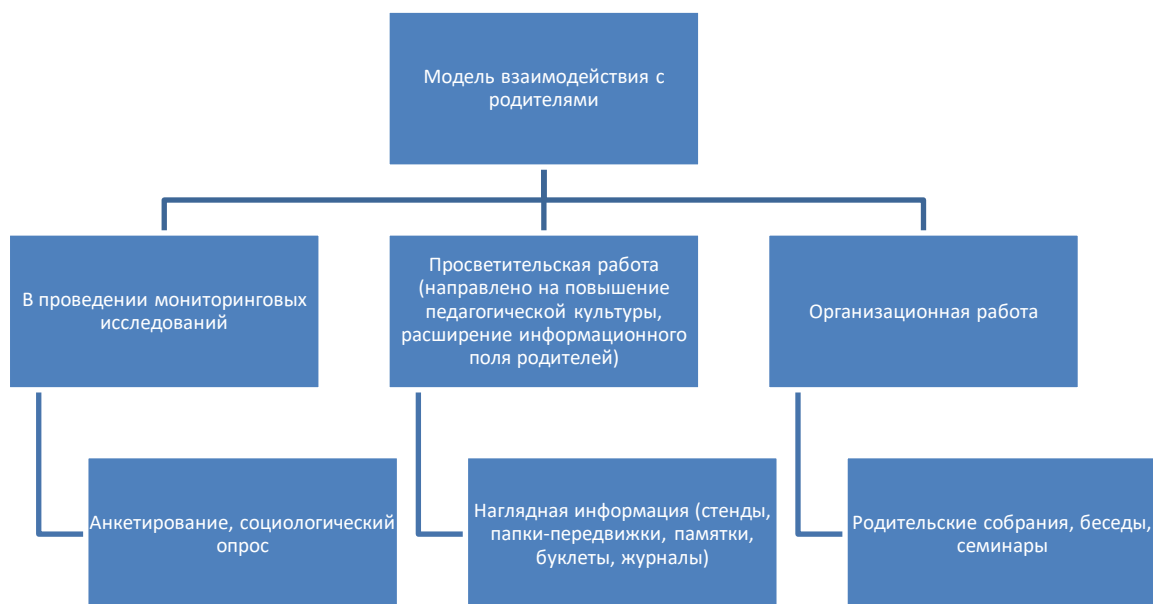 Модель взаимодействия с
родителями
В проведении мониторинговых
исследований
Просветительская работа
(направлено на повышение
педагогической культуры,
расширение информационного
поля родителей)
Организационная работа
Анкетирование, социологический
опрос
Наглядная информация (стенды,
папки-передвижки, памятки,
буклеты, журналы)
Родительские собрания, беседы,
семинары